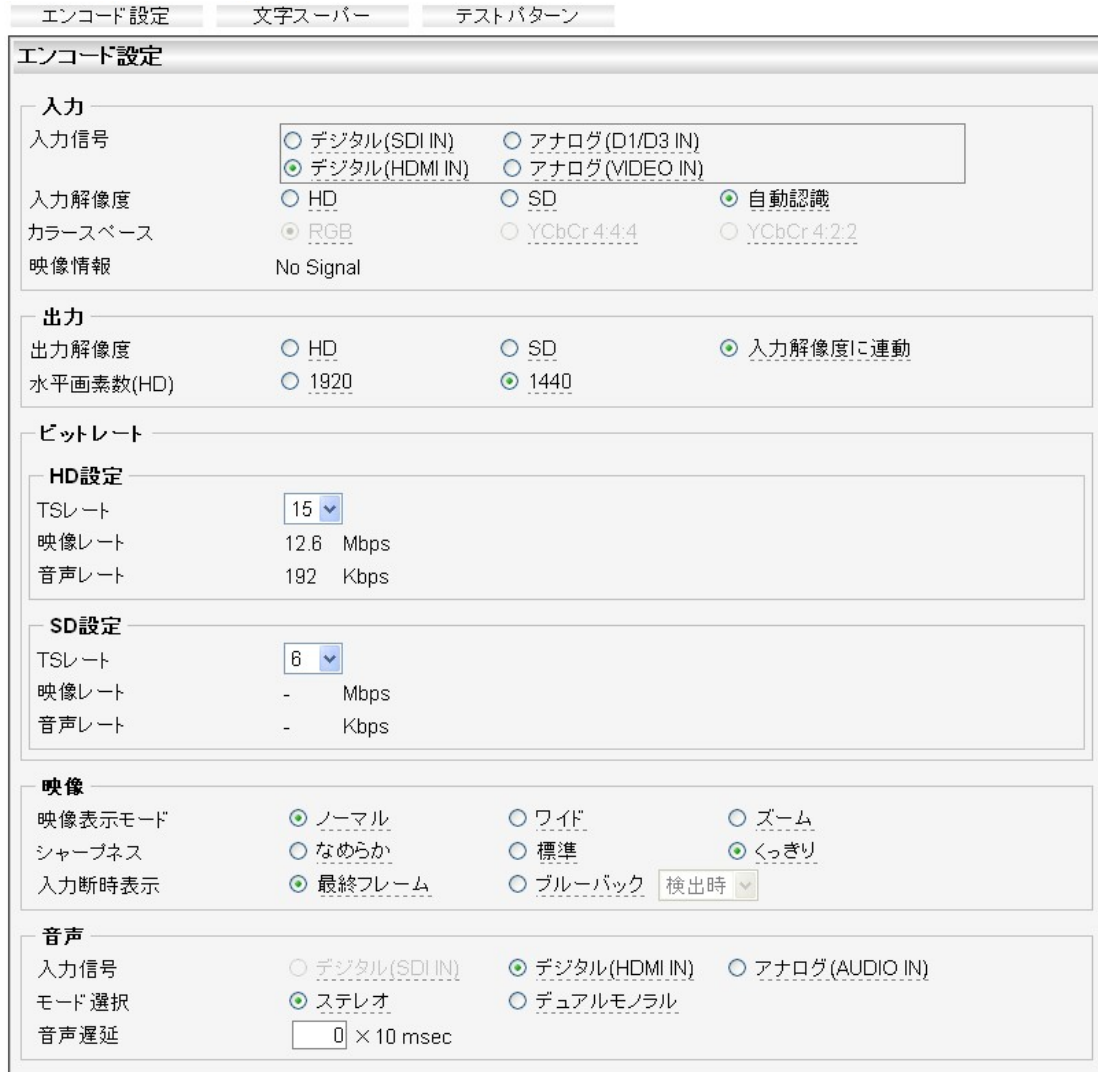 エンコード設定 文字スーパー テストパターン
エンコード設定
入力
入力信号 デジタル(SDI IN) アナログ(D1/D3 IN)
デジタル(HDMI IN) アナログ(VIDEO IN)
入力解像度 HD SD 自動認識
カラースペース RGB YCbCr 4:4:4 YCbCr 4:2:2
映像情報 No Signal
出力
出力解像度 HD SD 入力解像度に連動
水平画素数(HD) 1920 1440
ビットレート
HD設定
TSレート 15
映像レート 12.6 Mbps
音声レート 192 Kbps
SD設定
TSレート 6
映像レート - Mbps
音声レート - Kbps
映像
映像表示モード ノーマル ワイド ズーム
シャープネス なめらか 標準 くっきり
入力断時表示 最終フレーム ブルーバック 検出時
音声
入力信号 デジタル(SDI IN) デジタル(HDMI IN) アナログ(AUDIO IN)
モード選択 ステレオ デュアルモノラル
音声遅延 0 × 10 msec